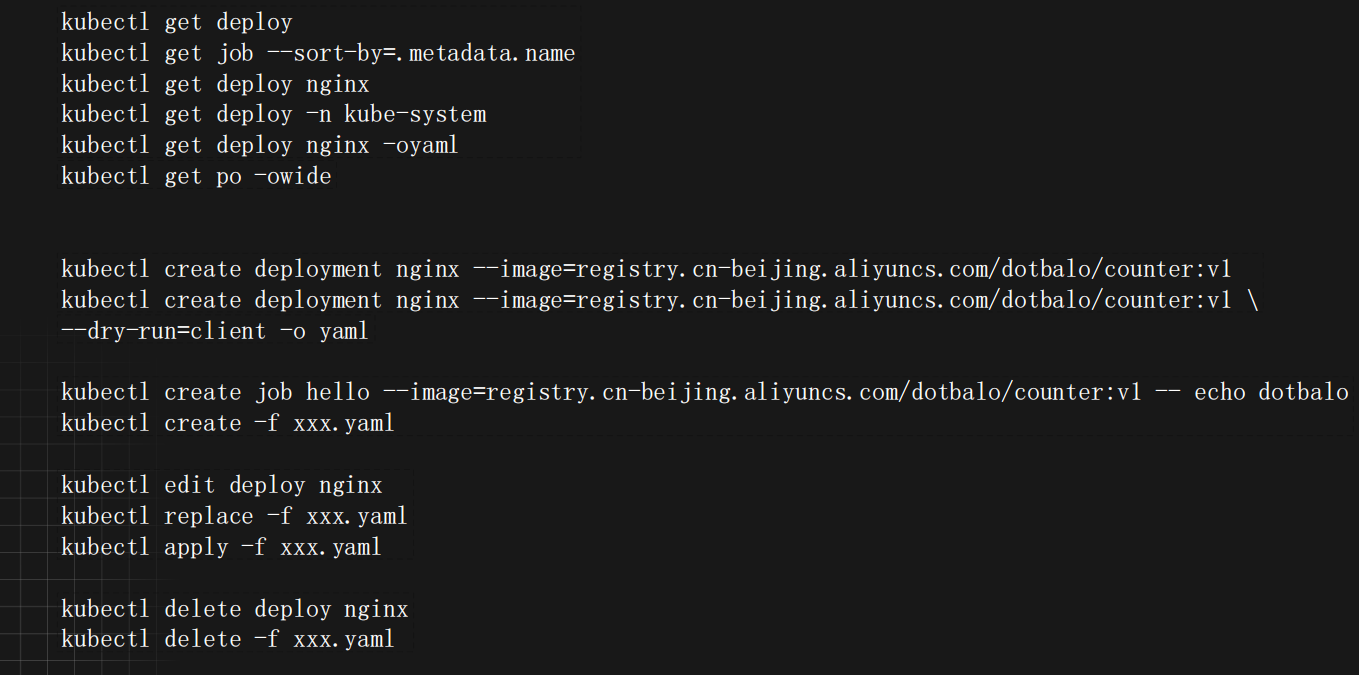 kubectl get deploy
kubectl get job --sort-by=.metadata.name
kubectl get deploy nginx
kubectl get deploy -n kube-system
kubectl get deploy nginx -oyaml
kubectl get po -owide
kubectl create deployment nginx --image=registry.cn-beijing.aliyuncs.com/dotbalo/counter:v1
kubectl create deployment nginx --image=registry.cn-beijing.aliyuncs.com/dotbalo/counter:v1 \
--dry-run=client -o yaml
kubectl create job hello --image=registry.cn-beijing.aliyuncs.com/dotbalo/counter:v1 -- echo dotbalo
kubectl create -f xxx.yaml
kubectl edit deploy nginx
kubectl replace -f xxx.yaml
kubectl apply -f xxx.yaml
kubectl delete deploy nginx
kubectl delete -f xxx.yaml